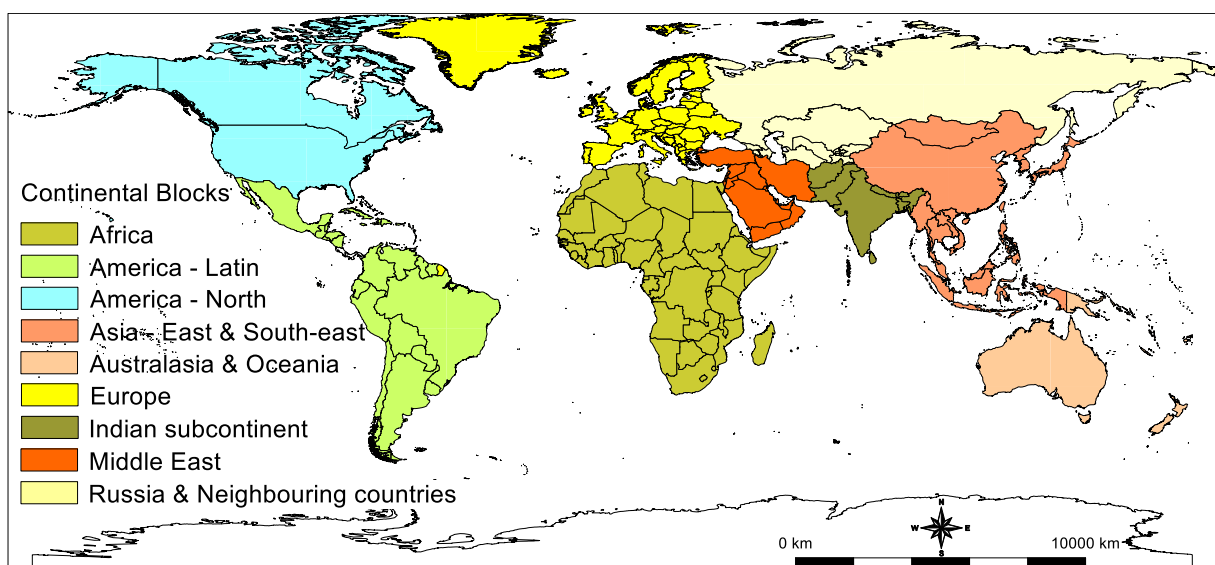 Continental Blocks
Africa
America - Latin
America - North
Asia - East & South-east
Australasia & Oceania
Europe
Indian subcontinent
Middle East
Russia & Neighbouring countries
N
W E
S
0 km 10000 km